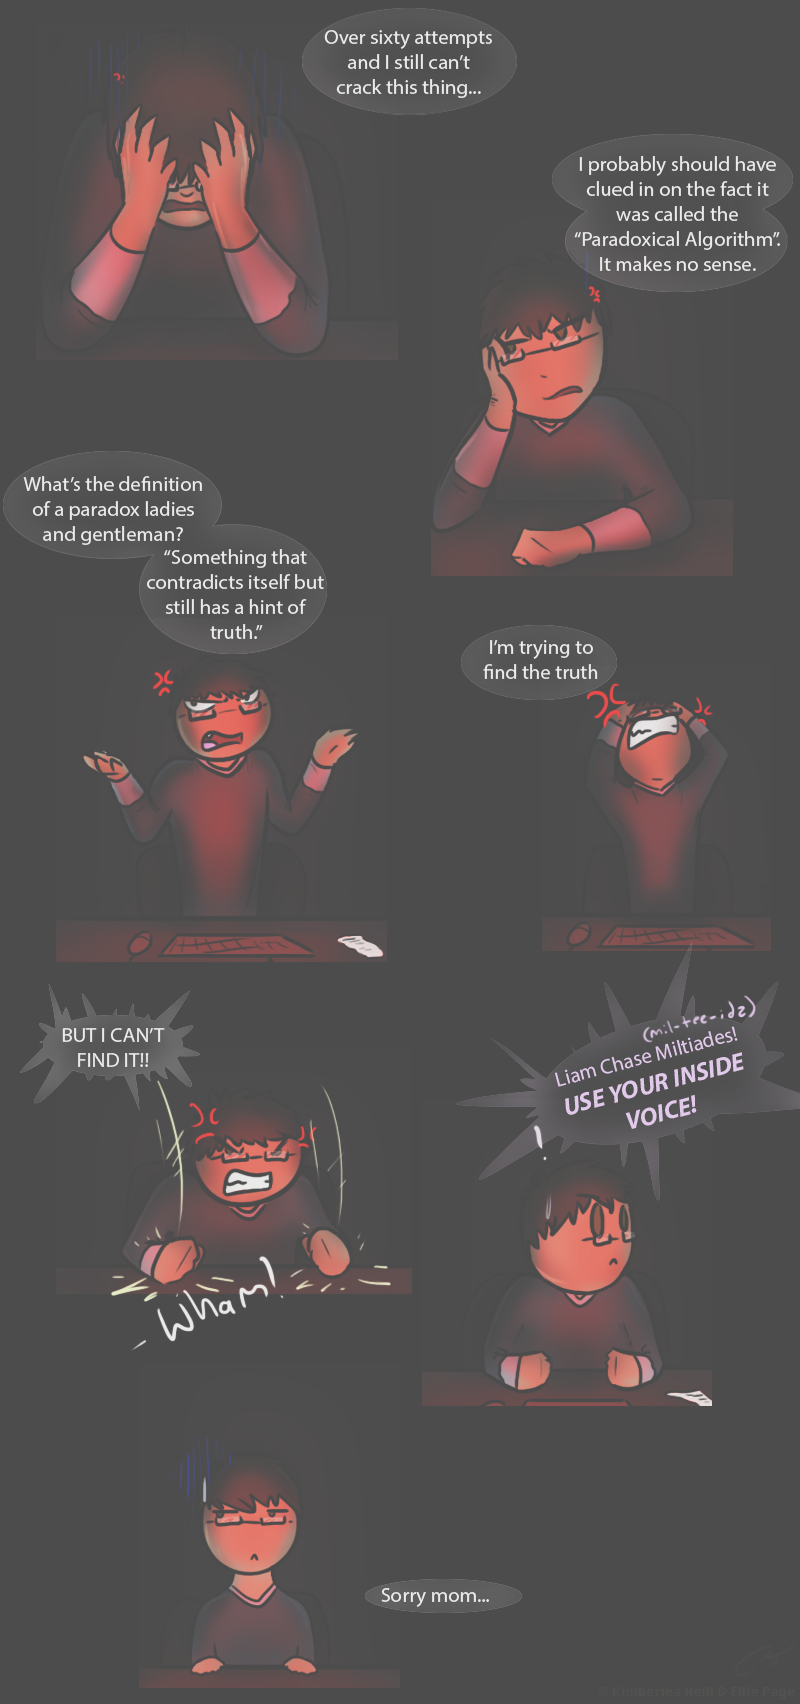 Over sixty attempts
and I still can't
crack this thing...
I probably should have
clued in on the fact it
was called the
“Paradoxical Algorithm”.
It makes no sense.
What's the definition
of a paradox ladies
and gentleman?
“Something that
contradicts itself but
still has a hint of
truth.”
I'm trying to
find the truth
BUT I CAN'T
FIND IT!!
(mil-tee-idz)
Liam Chase Miltiades!
USE YOUR INSIDE
VOICE!
!
-Wham!
Sorry mom...